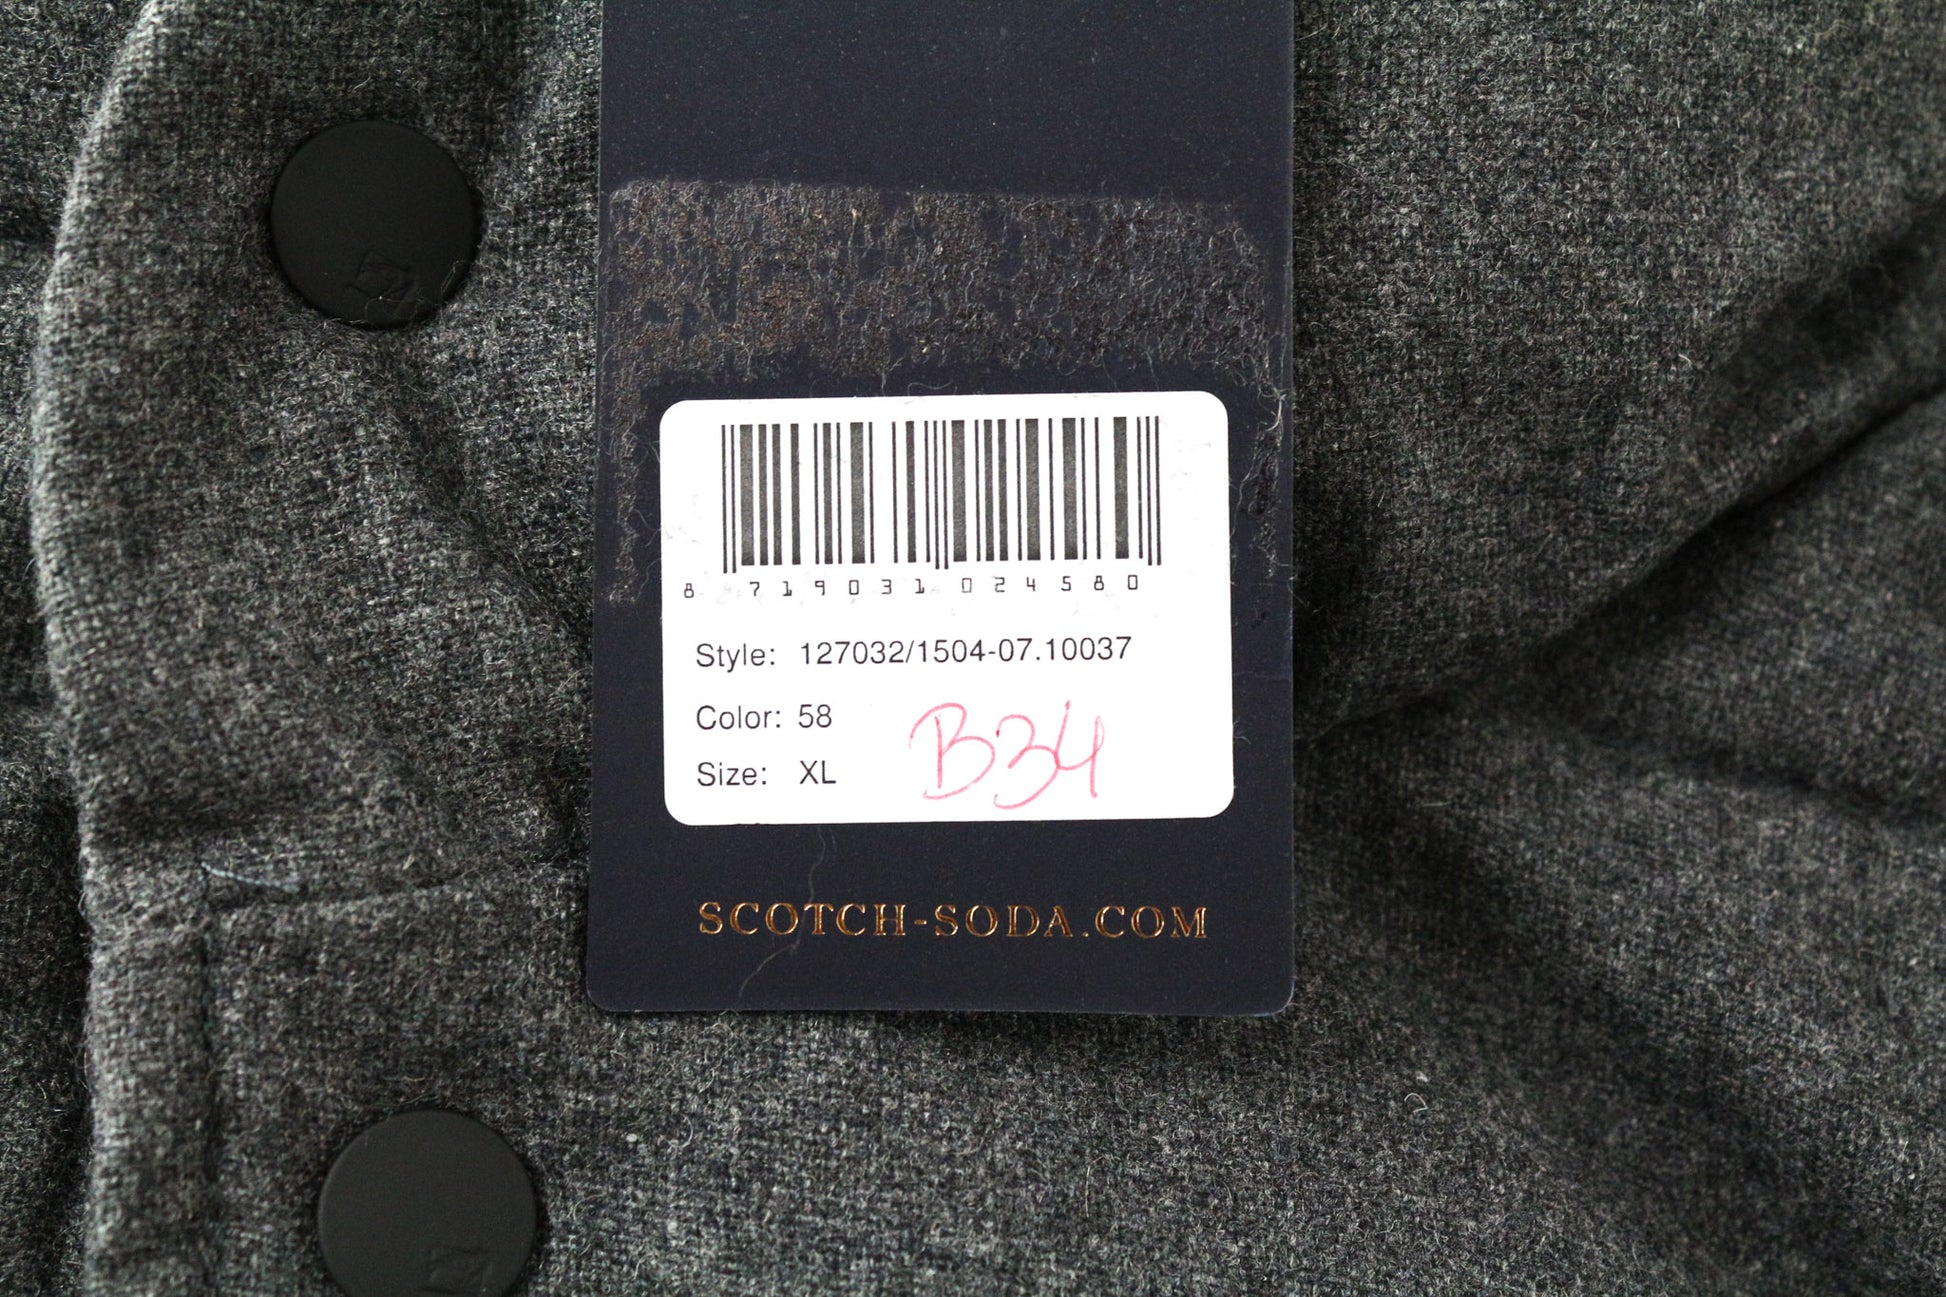 8 719031 024580
Style: 127032/1504-07.10037
Color: 58
Size: XL
B34
SCOTCH-SODA.COM